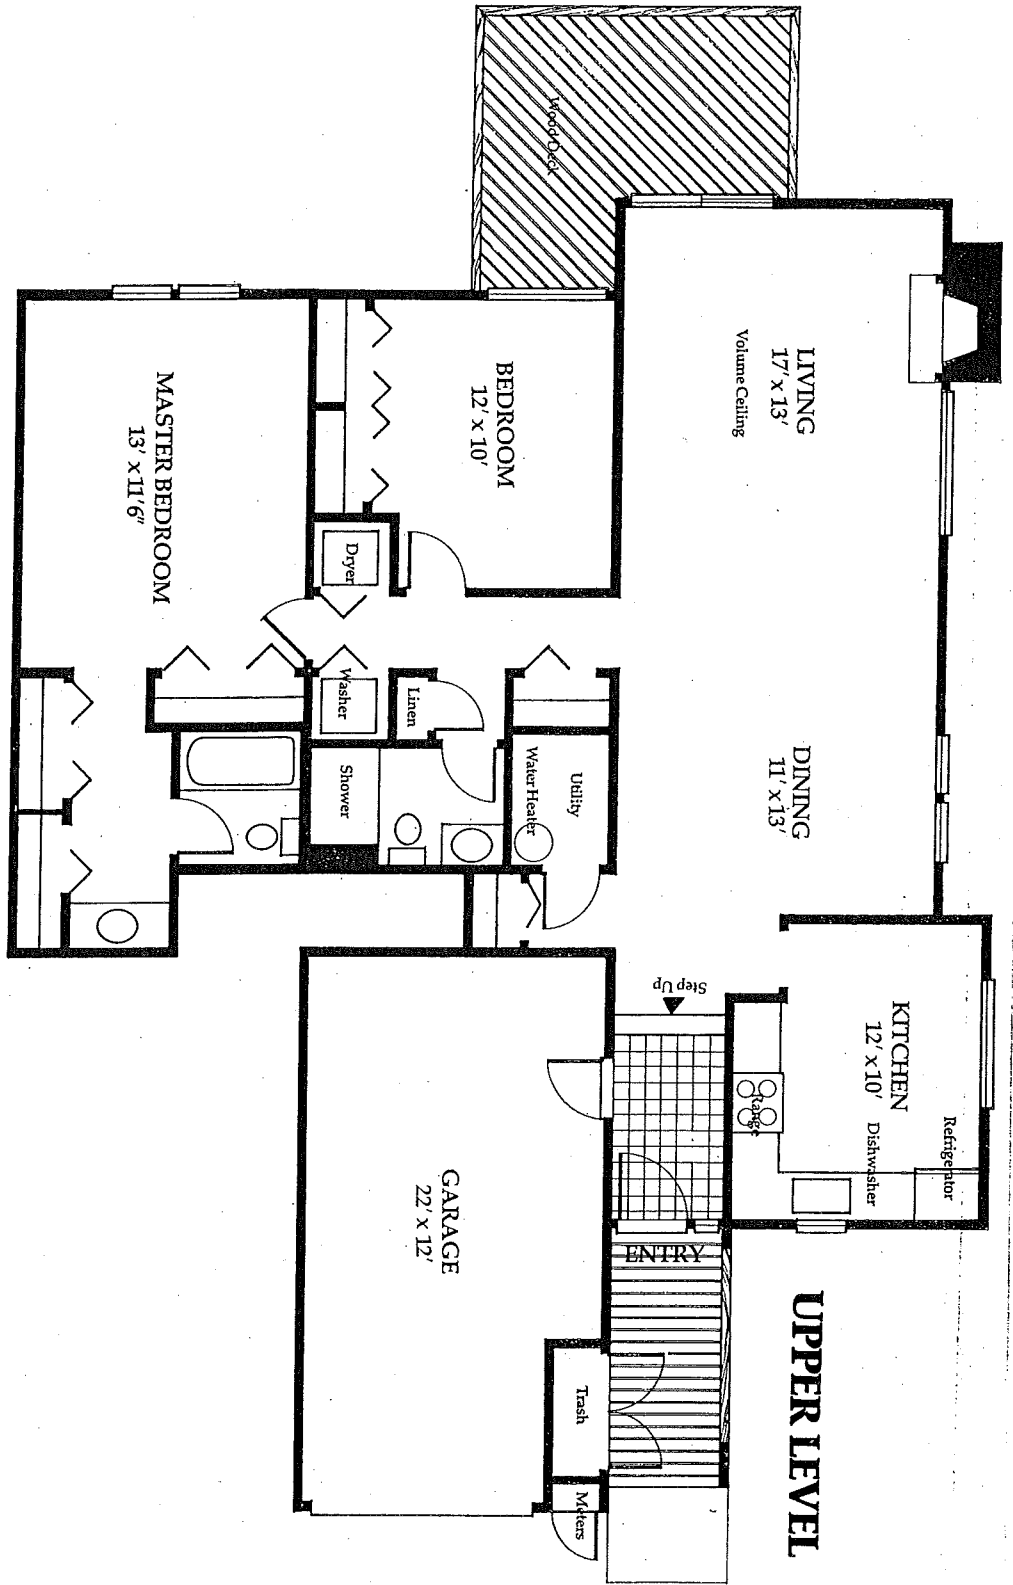 UPPER LEVEL
Wood Deck
LIVING
17' x 13'
Volume Ceiling
BEDROOM
12' x 10'
MASTER BEDROOM
13' x 11'6"
Dryer
Washer
Linen
DINING
11' x 13'
Utility
Water Heater
Shower
Step Up
KITCHEN
12' x 10'
Refrigerator
Dishwasher
Range
ENTRY
GARAGE
22' x 12'
Trash
Meters